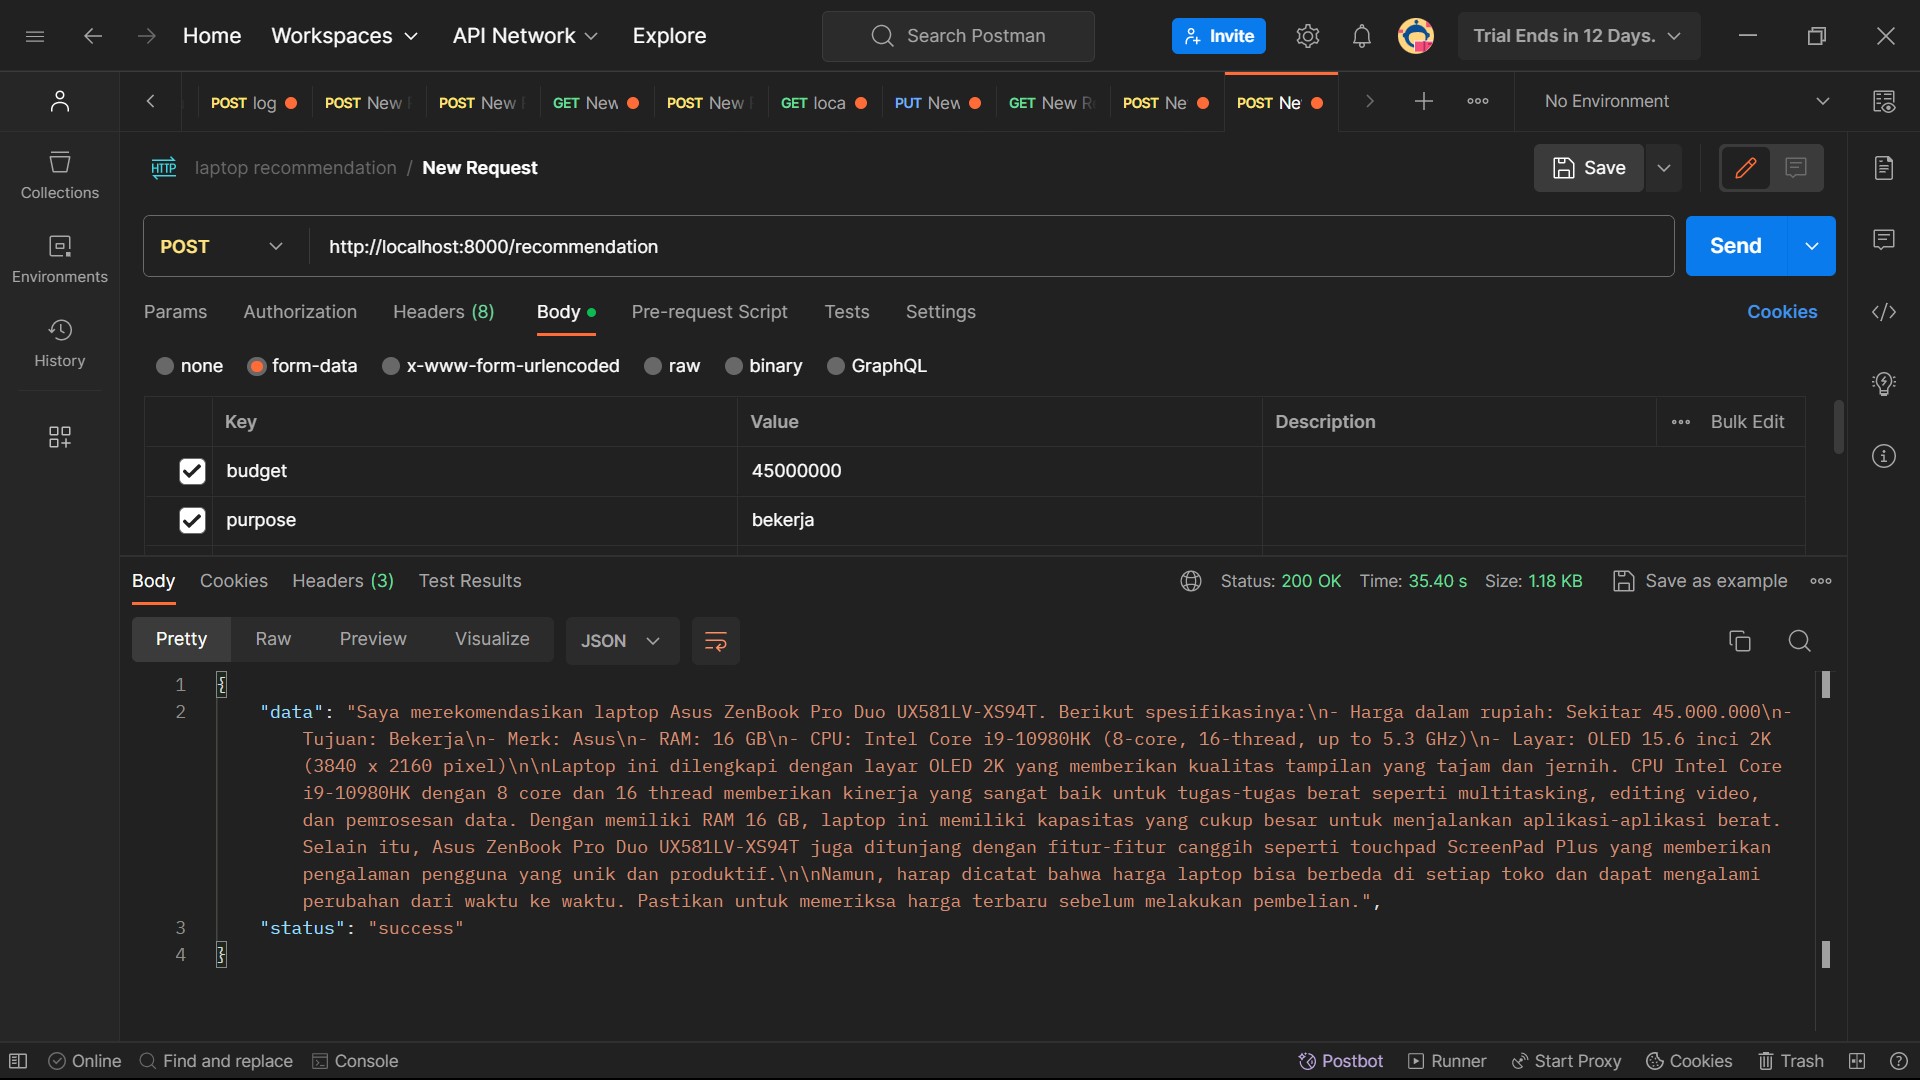 Home Workspaces API Network Explore Search Postman Invite Trial Ends in 12 Days.
POST log POST New POST New GET New POST New GET loca PUT New GET New Re POST Ne POST Ne No Environment
HTTP laptop recommendation / New Request Save
Collections
POST http://localhost:8000/recommendation Send
Environments
Params Authorization Headers (8) Body Pre-request Script Tests Settings Cookies
History
none form-data x-www-form-urlencoded raw binary GraphQL
Key Value Description Bulk Edit
budget 45000000
purpose bekerja
Body Cookies Headers (3) Test Results Status: 200 OK Time: 35.40 s Size: 1.18 KB Save as example
Pretty Raw Preview Visualize JSON
1 {
2 "data": "Saya merekomendasikan laptop Asus ZenBook Pro Duo UX581LV-XS94T. Berikut spesifikasinya:\n- Harga dalam rupiah: Sekitar 45.000.000\n-
Tujuan: Bekerja\n- Merk: Asus\n- RAM: 16 GB\n- CPU: Intel Core i9-10980HK (8-core, 16-thread, up to 5.3 GHz)\n- Layar: OLED 15.6 inci 2K
(3840 x 2160 pixel)\n\nLaptop ini dilengkapi dengan layar OLED 2K yang memberikan kualitas tampilan yang tajam dan jernih. CPU Intel Core
i9-10980HK dengan 8 core dan 16 thread memberikan kinerja yang sangat baik untuk tugas-tugas berat seperti multitasking, editing video,
dan pemrosesan data. Dengan memiliki RAM 16 GB, laptop ini memiliki kapasitas yang cukup besar untuk menjalankan aplikasi-aplikasi berat.
Selain itu, Asus ZenBook Pro Duo UX581LV-XS94T juga ditunjang dengan fitur-fitur canggih seperti touchpad ScreenPad Plus yang memberikan
pengalaman pengguna yang unik dan produktif.\n\nNamun, harap dicatat bahwa harga laptop bisa berbeda di setiap toko dan dapat mengalami
perubahan dari waktu ke waktu. Pastikan untuk memeriksa harga terbaru sebelum melakukan pembelian.",
3 "status": "success"
4 }
Online Find and replace Console Postbot Runner Start Proxy Cookies Trash